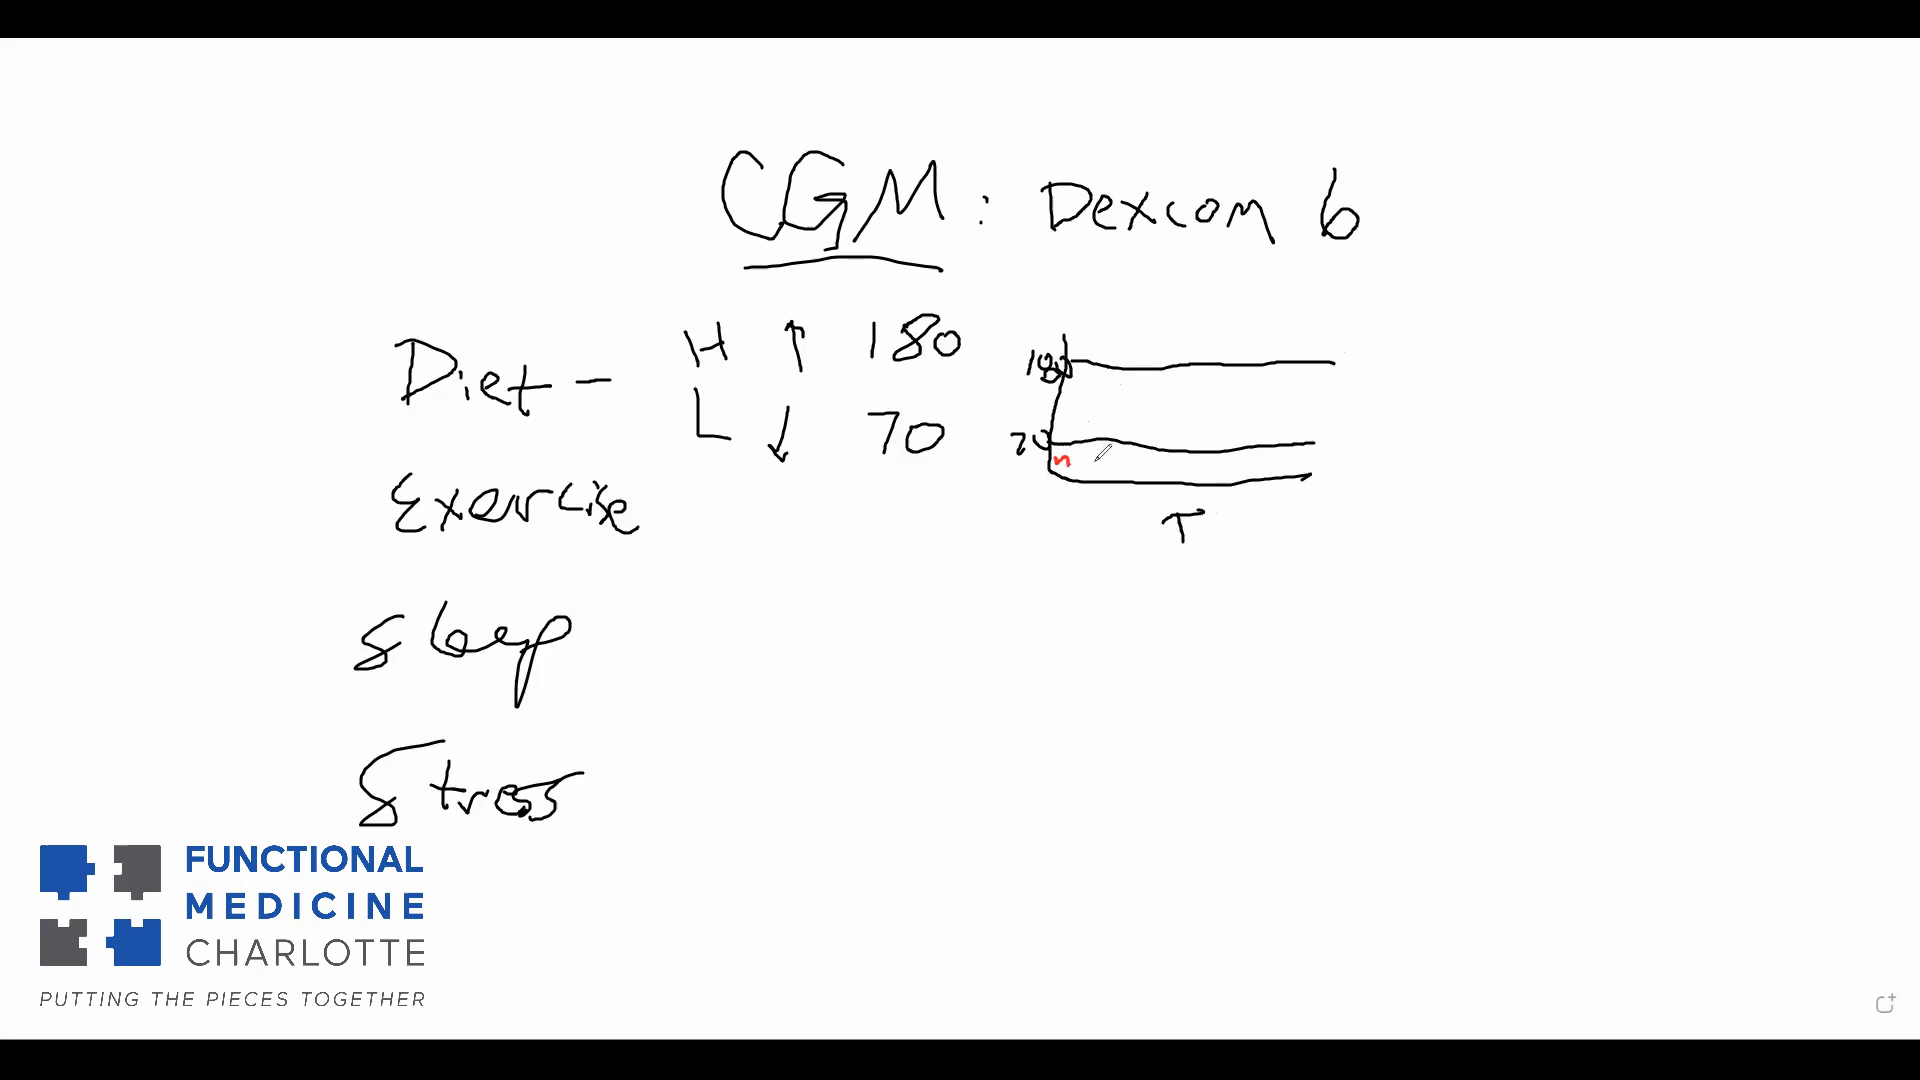 CGM: Dexcom 6
Diet - H ↑ 180
L ↓ 70
180
70
T
Exercise
Sleep
Stress
FUNCTIONAL
MEDICINE
CHARLOTTE
PUTTING THE PIECES TOGETHER